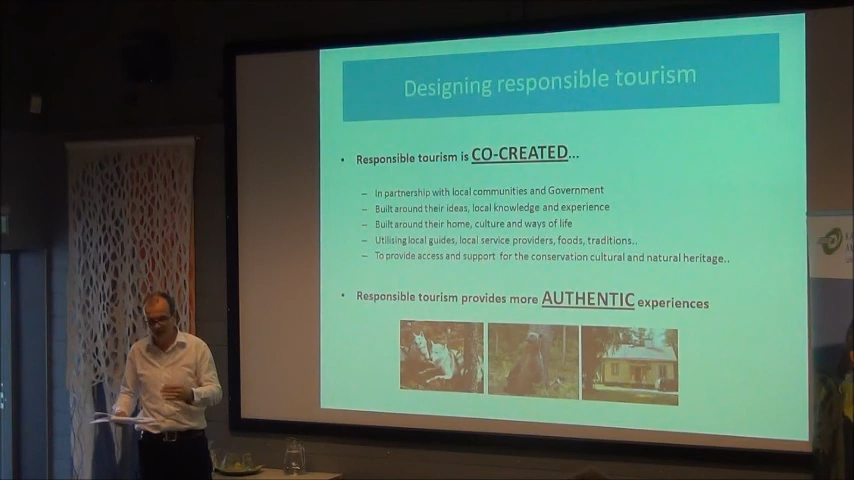 Designing responsible tourism
• Responsible tourism is CO-CREATED...
– In partnership with local communities and Government
– Built around their ideas, local knowledge and experience
– Built around their home, culture and ways of life
– Utilising local guides, local service providers, foods, traditions..
– To provide access and support for the conservation cultural and natural heritage..
• Responsible tourism provides more AUTHENTIC experiences